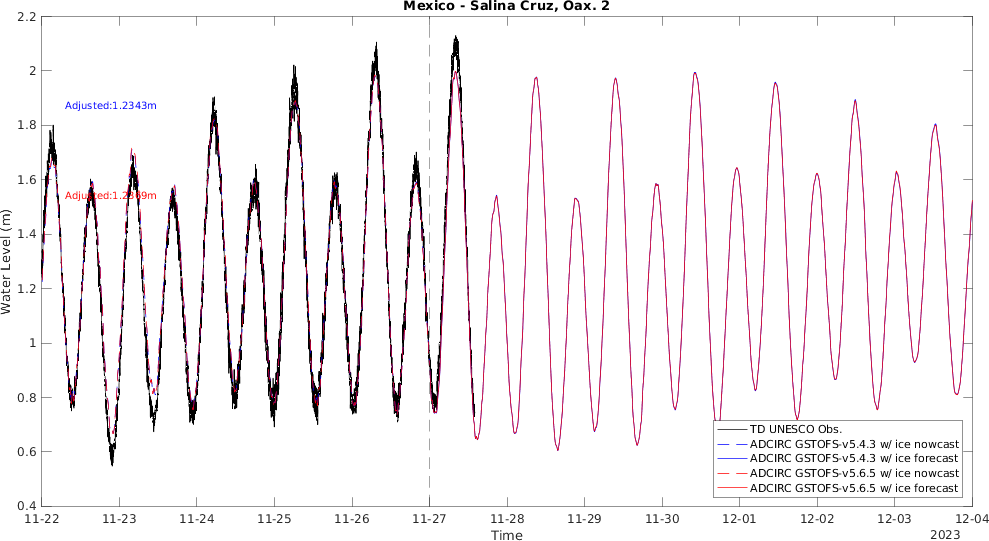 Mexico - Salina Cruz, Oax. 2
Water Level (m)
2.2
2
1.8
1.6
1.4
1.2
1
0.8
0.6
0.4
Adjusted:1.2343m
Adjusted:1.2369m
TD UNESCO Obs.
ADCIRC GSTOFS-v5.4.3 w/ ice nowcast
ADCIRC GSTOFS-v5.4.3 w/ ice forecast
ADCIRC GSTOFS-v5.6.5 w/ ice nowcast
ADCIRC GSTOFS-v5.6.5 w/ ice forecast
11-22 11-23 11-24 11-25 11-26 11-27 11-28 11-29 11-30 12-01 12-02 12-03 12-04
Time
2023